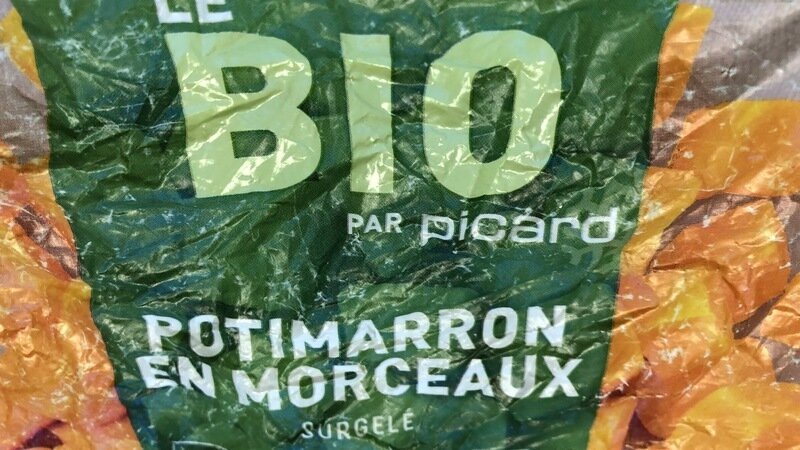 LE
BIO
PAR picard
POTIMARRON
EN MORCEAUX
SURGELÉ